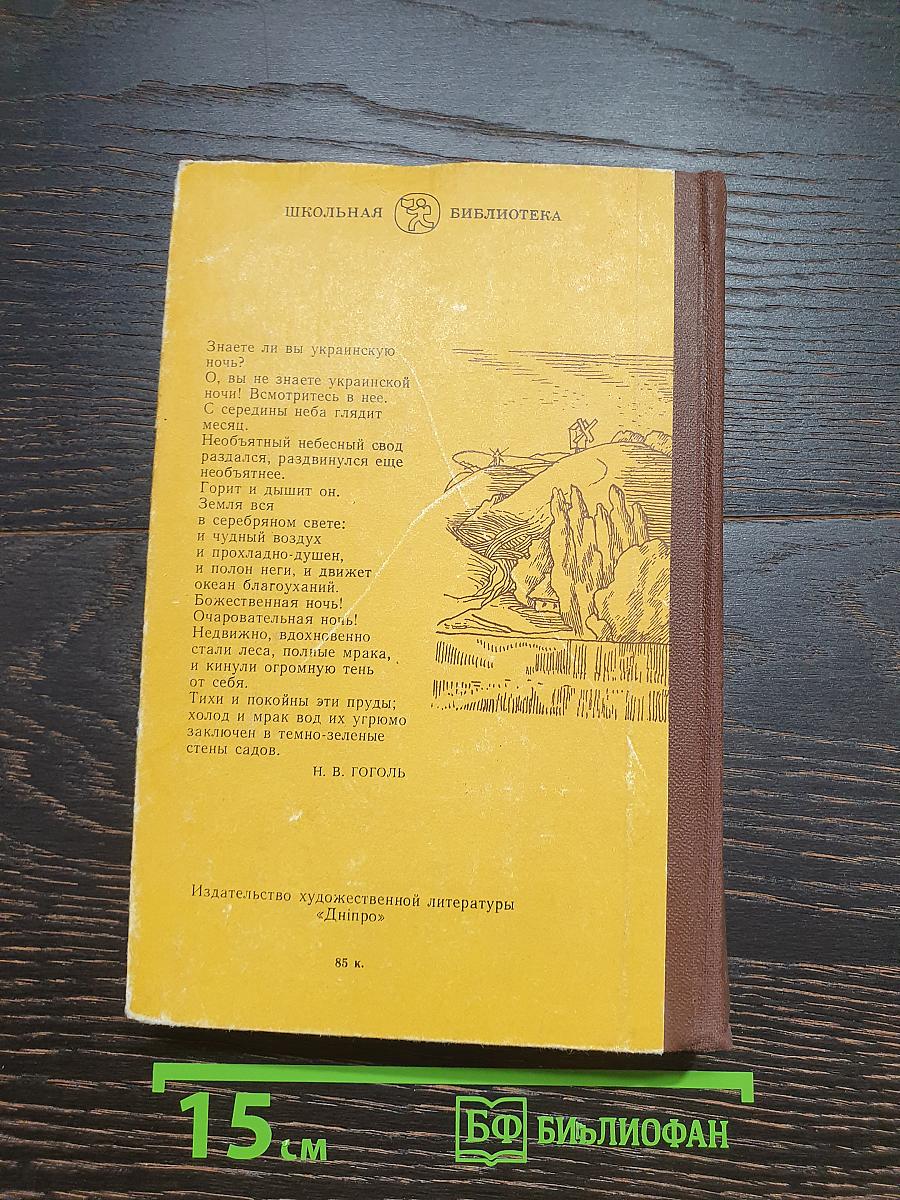 ШКОЛЬНАЯ БИБЛИОТЕКА
Знаете ли вы украинскую
ночь?
О, вы не знаете украинской
ночи! Всмотритесь в нее.
С середины неба глядит
месяц.
Необъятный небесный свод
раздался, раздвинулся еще
необъятнее.
Горит и дышит он.
Земля вся
в серебряном свете:
и чудный воздух
и прохладно-душен,
и полон неги, и движет
океан благоуханий.
Божественная ночь!
Очаровательная ночь!
Недвижно, вдохновенно
стали леса, полные мрака,
и кинули огромную тень
от себя.
Тихи и покойны эти пруды;
холод и мрак вод их угрюмо
заключен в темно-зеленые
стены садов.
Н. В. ГОГОЛЬ
Издательство художественной литературы
«Дніпро»
85 к.
15 см
БФ БИБЛИОФАН